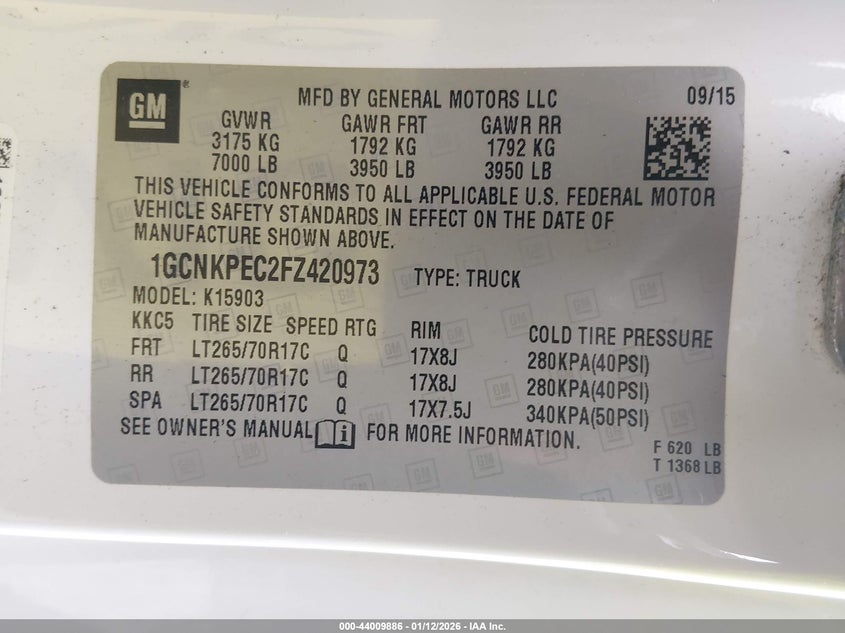 GM ® MFD BY GENERAL MOTORS LLC 09/15
GVWR GAWR FRT GAWR RR
3175 KG 1792 KG 1792 KG
7000 LB 3950 LB 3950 LB
THIS VEHICLE CONFORMS TO ALL APPLICABLE U.S. FEDERAL MOTOR
VEHICLE SAFETY STANDARDS IN EFFECT ON THE DATE OF
MANUFACTURE SHOWN ABOVE.
1GCNKPEC2FZ420973 TYPE: TRUCK
MODEL: K15903
KKC5 TIRE SIZE SPEED RTG RIM COLD TIRE PRESSURE
FRT LT265/70R17C Q 17X8J 280KPA(40PSI)
RR LT265/70R17C Q 17X8J 280KPA(40PSI)
SPA LT265/70R17C Q 17X7.5J 340KPA(50PSI)
SEE OWNER'S MANUAL FOR MORE INFORMATION.
F 620 LB
T 1368 LB
000-44009886 - 01/12/2026 - IAA Inc.